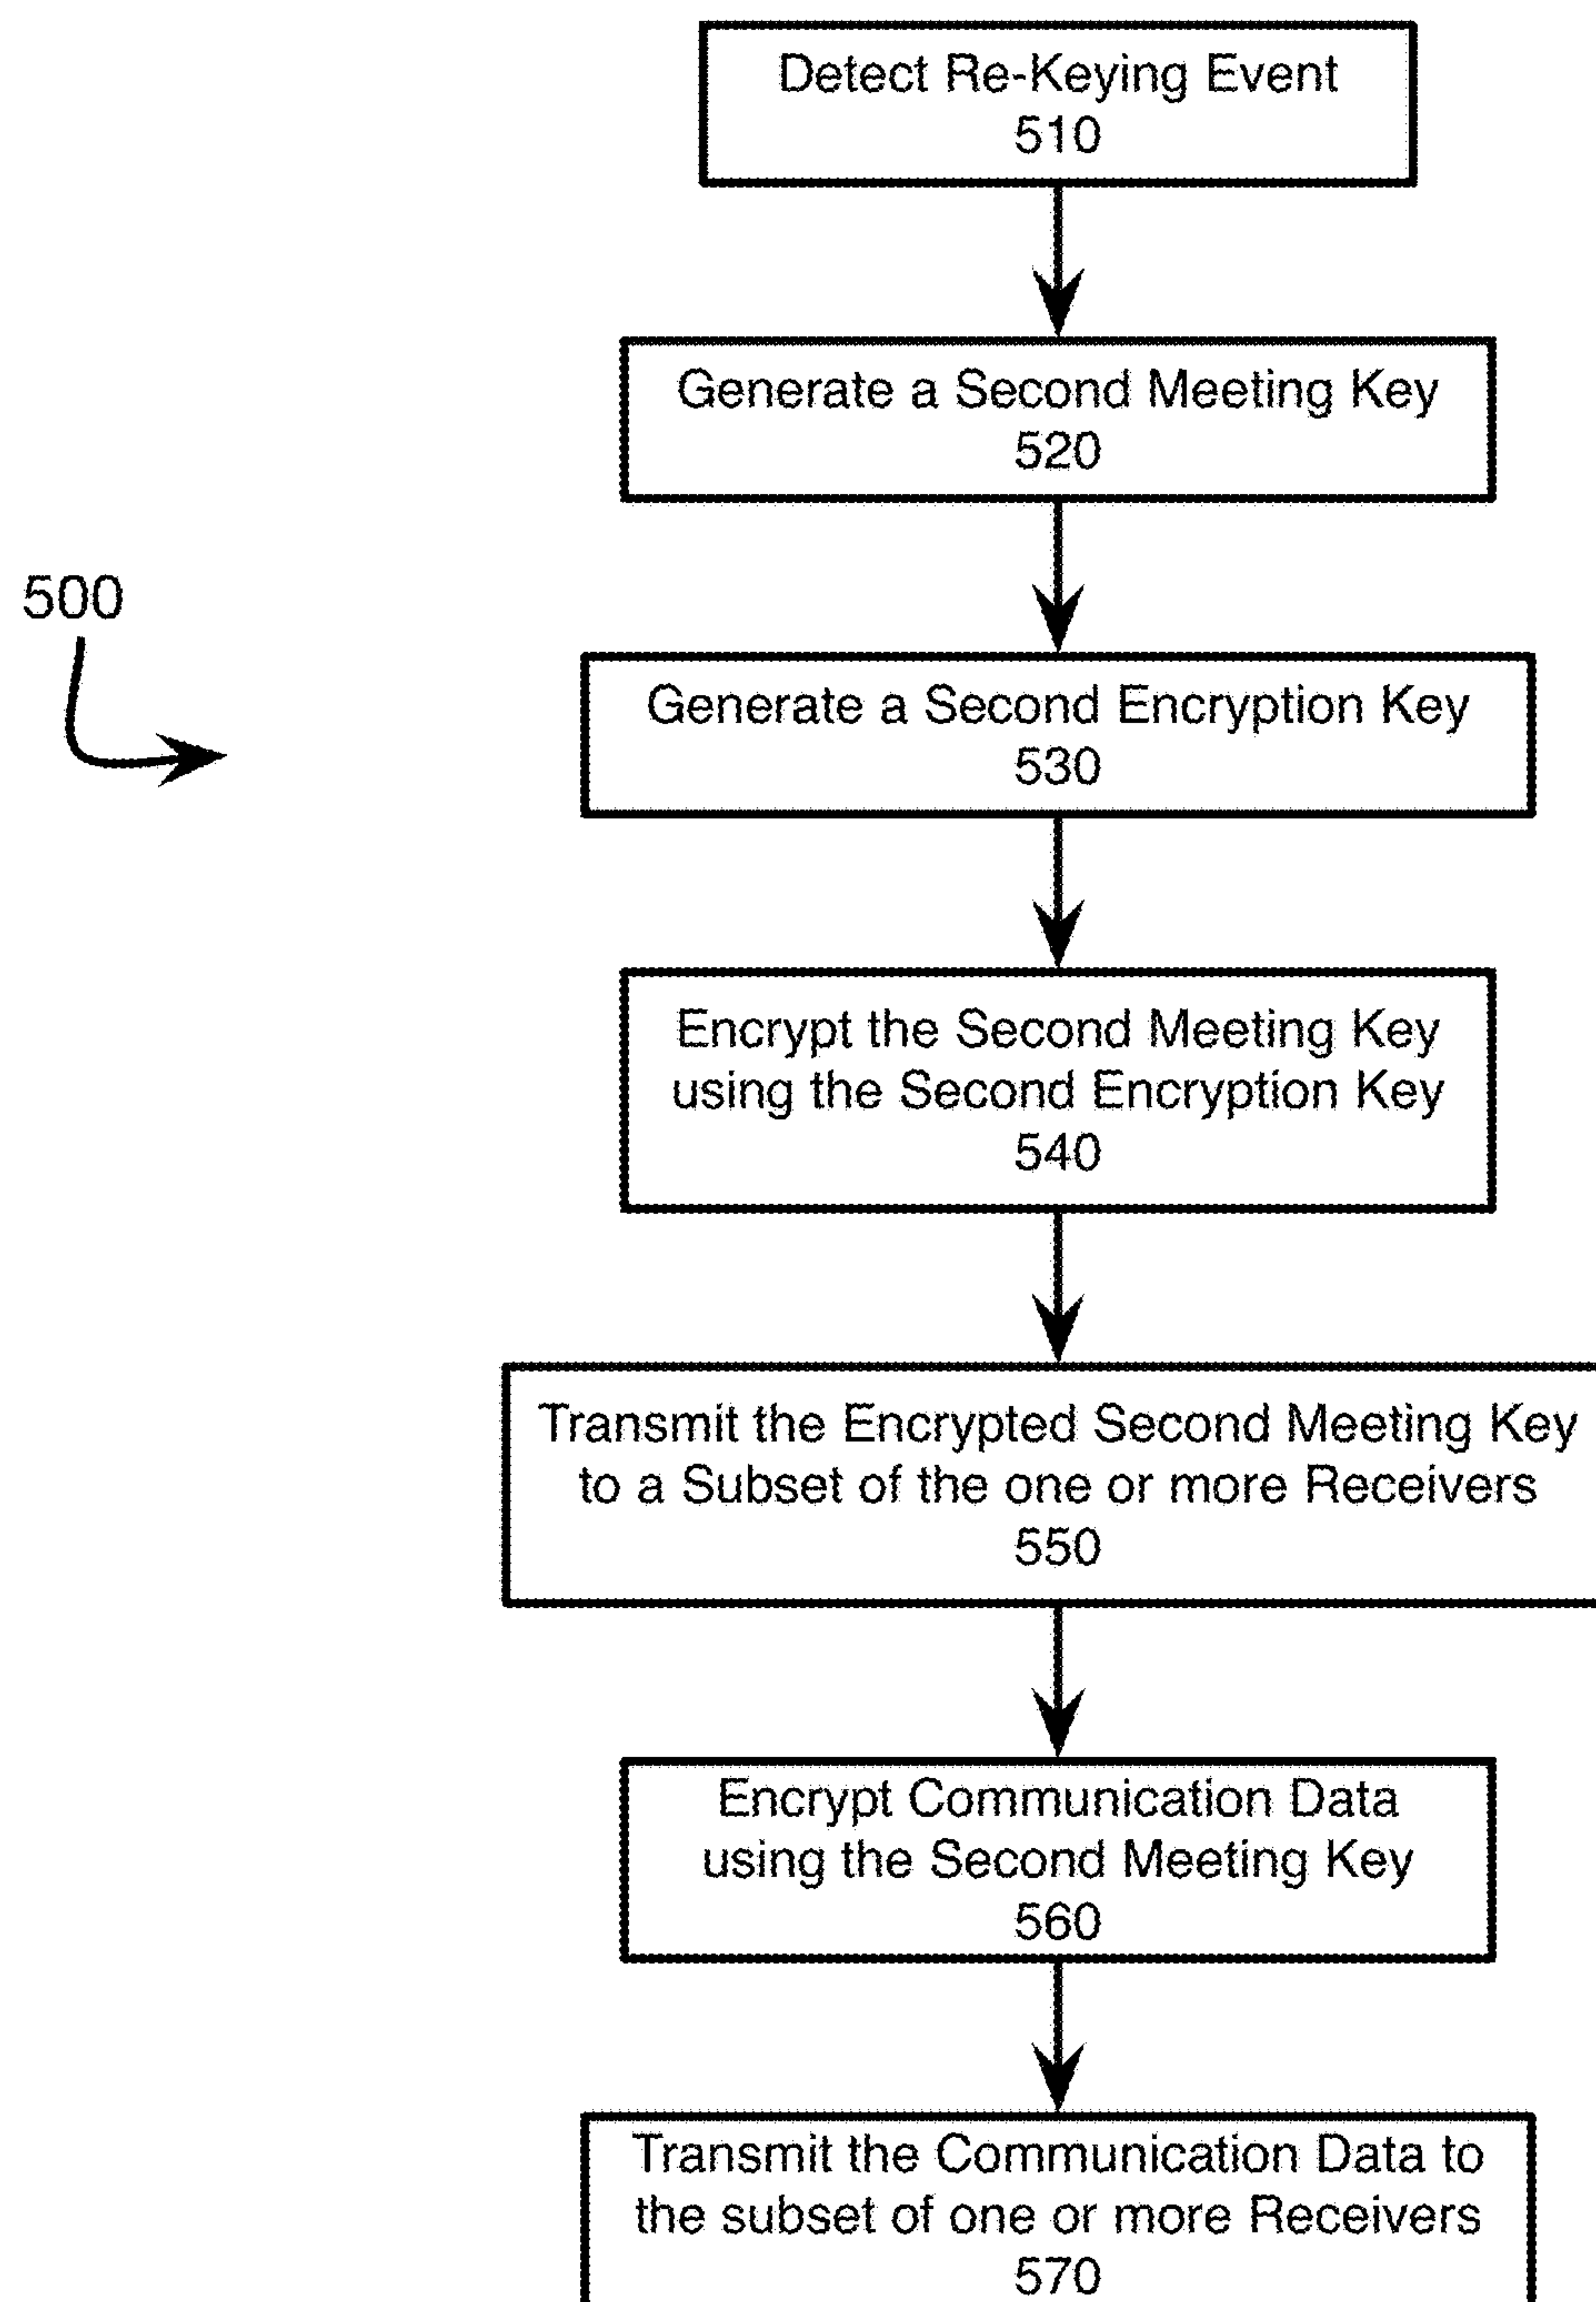 Detect Re-Keying Event
510
Generate a Second Meeting Key
520
500
Generate a Second Encryption Key
530
Encrypt the Second Meeting Key
using the Second Encryption Key
540
Transmit the Encrypted Second Meeting Key
to a Subset of the one or more Receivers
550
Encrypt Communication Data
using the Second Meeting Key
560
Transmit the Communication Data to
the subset of one or more Receivers
570